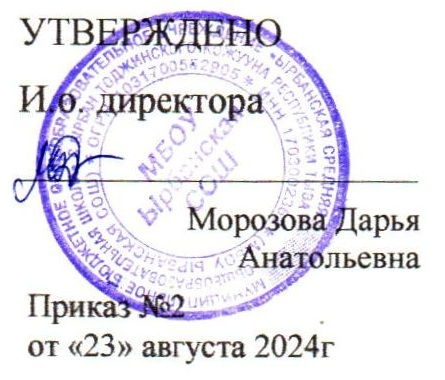 УТВЕРЖДЕНО
И.о. директора
Морозова Дарья
Анатольевна
Приказ №2
от «23» августа 2024г
МБОУ
Ырбанская
СОШ